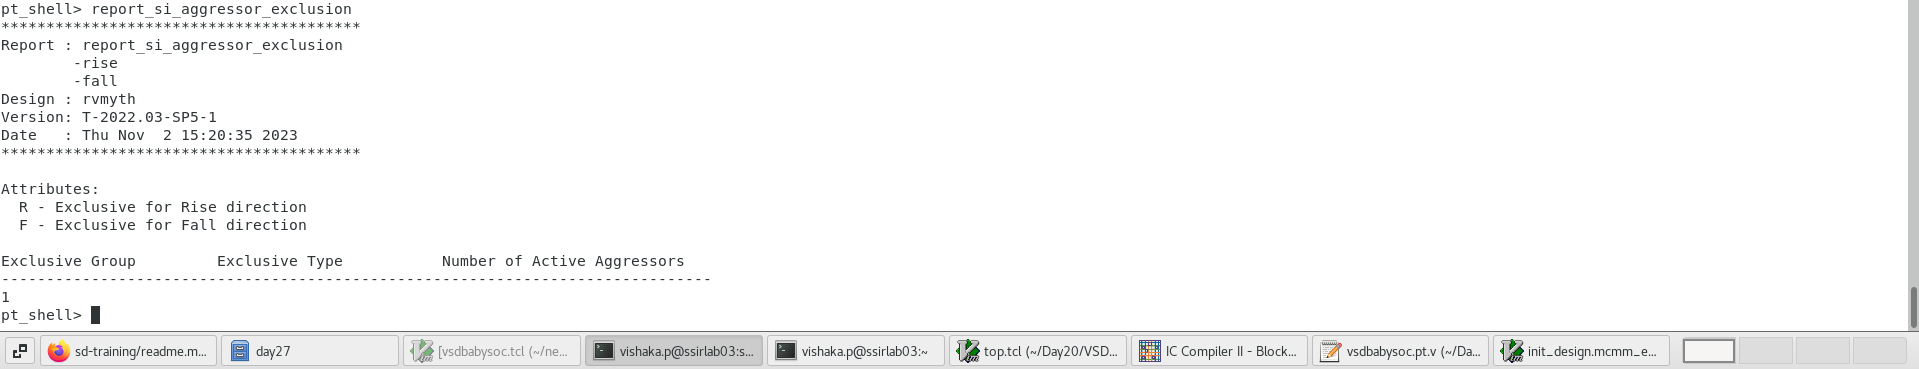 pt_shell> report_si_aggressor_exclusion
****************************************
Report : report_si_aggressor_exclusion
        -rise
        -fall
Design : rvmyth
Version: T-2022.03-SP5-1
Date   : Thu Nov  2 15:20:35 2023
****************************************
Attributes:
  R - Exclusive for Rise direction
  F - Exclusive for Fall direction
Exclusive Group         Exclusive Type           Number of Active Aggressors
-------------------------------------------------------------------------------
1
pt_shell>
sd-training/readme.m... day27 [vsdbabysoc.tcl (~/ne... vishaka.p@ssirlab03:s... vishaka.p@ssirlab03:~ top.tcl (~/Day20/VSD... IC Compiler II - Block... vsdbabysoc.pt.v (~/Da... init_design.mcmm_e...